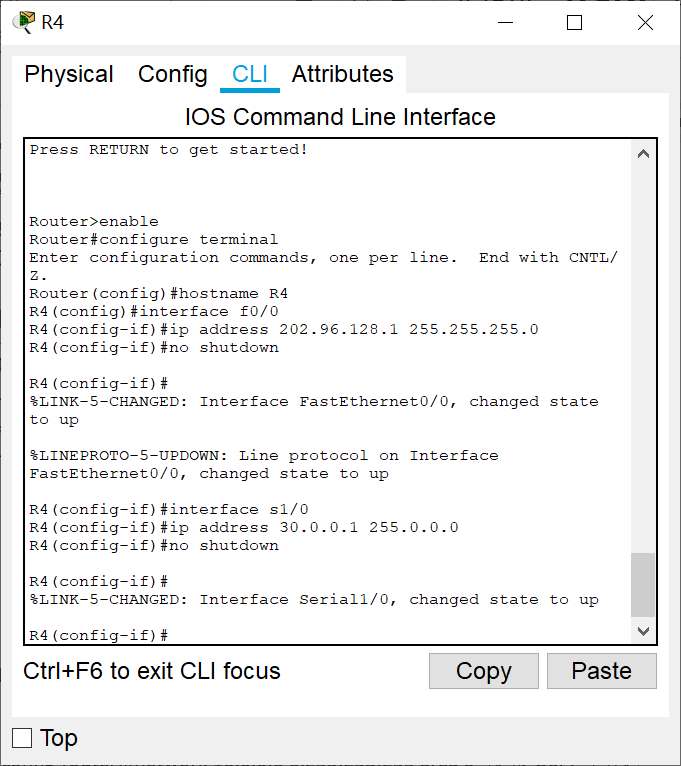 R4
Physical Config CLI Attributes
IOS Command Line Interface
Press RETURN to get started!
Router>enable
Router#configure terminal
Enter configuration commands, one per line.  End with CNTL/
Z.
Router(config)#hostname R4
R4(config)#interface f0/0
R4(config-if)#ip address 202.96.128.1 255.255.255.0
R4(config-if)#no shutdown
R4(config-if)#
%LINK-5-CHANGED: Interface FastEthernet0/0, changed state
to up
%LINEPROTO-5-UPDOWN: Line protocol on Interface
FastEthernet0/0, changed state to up
R4(config-if)#interface s1/0
R4(config-if)#ip address 30.0.0.1 255.0.0.0
R4(config-if)#no shutdown
R4(config-if)#
%LINK-5-CHANGED: Interface Serial1/0, changed state to up
R4(config-if)#
Ctrl+F6 to exit CLI focus Copy Paste
Top